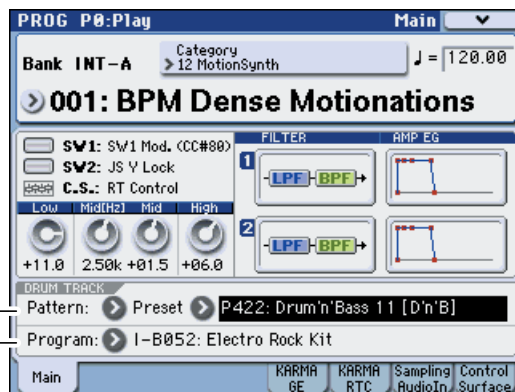 PROG P0:Play Main
Bank INT-A
Category
12 MotionSynth
♩ = 120.00
001: BPM Dense Motionations
SW1: SW1 Mod. (CC#80)
SW2: JS Y Lock
C.S.: RT Control
Low Mid[Hz] Mid High
+11.0 2.50k +01.5 +06.0
FILTER AMP EG
1 LPF BPF
2 LPF BPF
DRUM TRACK
Pattern: Preset P422: Drum'n'Bass 11 [D'n'B]
Program: I-B052: Electro Rock Kit
Main
KARMA GE
KARMA RTC
Sampling AudioIn
Control Surface